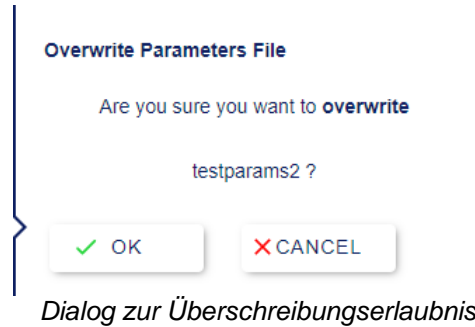 Overwrite Parameters File
Are you sure you want to overwrite
testparams2 ?
OK
CANCEL
Dialog zur Überschreibungserlaubnis